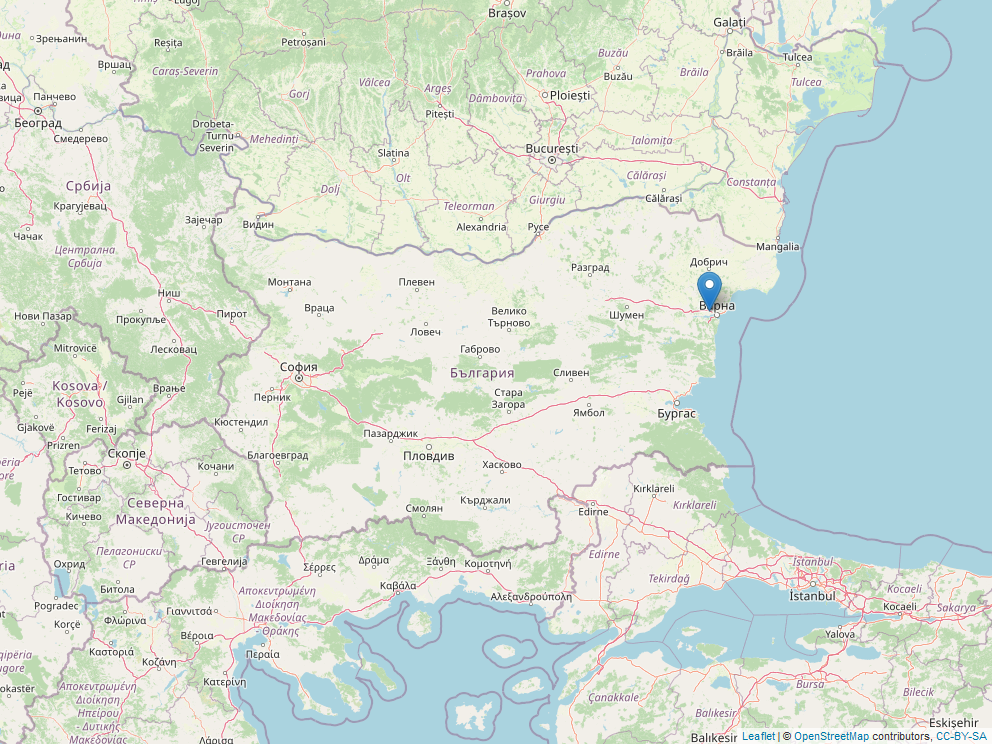 Lugoj
Brașov
Galați
Зрењанин
Reșița
Petroșani
Buzău
Brăila
Tulcea
Вршац
Caraș-Severin
Vâlcea
Argeș
Prahova
Buzău
Brăila
Tulcea
Gorj
Dâmbovița
Ploiești
Панчево
Београд
Pitești
Смедерево
Drobeta-
Turnu
Severin
Mehedinți
Slatina
București
Ialomița
Србија
Dolj
Olt
Călărași
Constanța
Крагујевац
Teleorman
Giurgiu
Călărași
Чачак
Зајечар
Видин
Alexandria
Русе
Mangalia
Централна
Србија
Добрич
Разград
Ниш
Монтана
Плевен
Варна
Нови Пазар
Прокупље
Пирот
Враца
Велико
Търново
Шумен
Ловеч
Mitrovicë
Лесковац
Габрово
София
България
Сливен
Kosova /
Kosovo
Pejë
Gjilan
Врање
Перник
Стара
Загора
Ямбол
Бургас
Gjakovë
Ferizaj
Кюстендил
Пазарджик
Prizren
Скопје
Благоевград
Пловдив
Хасково
Тетово
Кочани
Kırklareli
Гостивар
Северна
Македонија
Кърджали
Edirne
Kırklareli
Кичево
Југоисточен
СР
Смолян
Пелагониски
СР
Гевгелија
Σέρρες
Δράμα
Ξάνθη
Κομοτηνή
Edirne
Охрид
Битола
Αποκεντρωμένη
Διοίκηση
Μακεδονίας
- Θράκης
Καβάλα
Αλεξανδρούπολη
Tekirdağ
İstanbul
İstanbul
Kocaeli
Kocaeli
Sakarya
Pogradec
Korçë
Φλώρινα
Γιαννιτσά
Βέροια
Yalova
Καστοριά
Κοζάνη
Περαία
Κατερίνη
Αποκεντρωμένη
Διοίκηση
Ηπείρου
- Δυτικής
Μακεδονίας
Λάρισα
Çanakkale
Bursa
Bilecik
Balıkesir
Balıkesir
Eskişehir
Leaflet | © OpenStreetMap contributors, CC-BY-SA